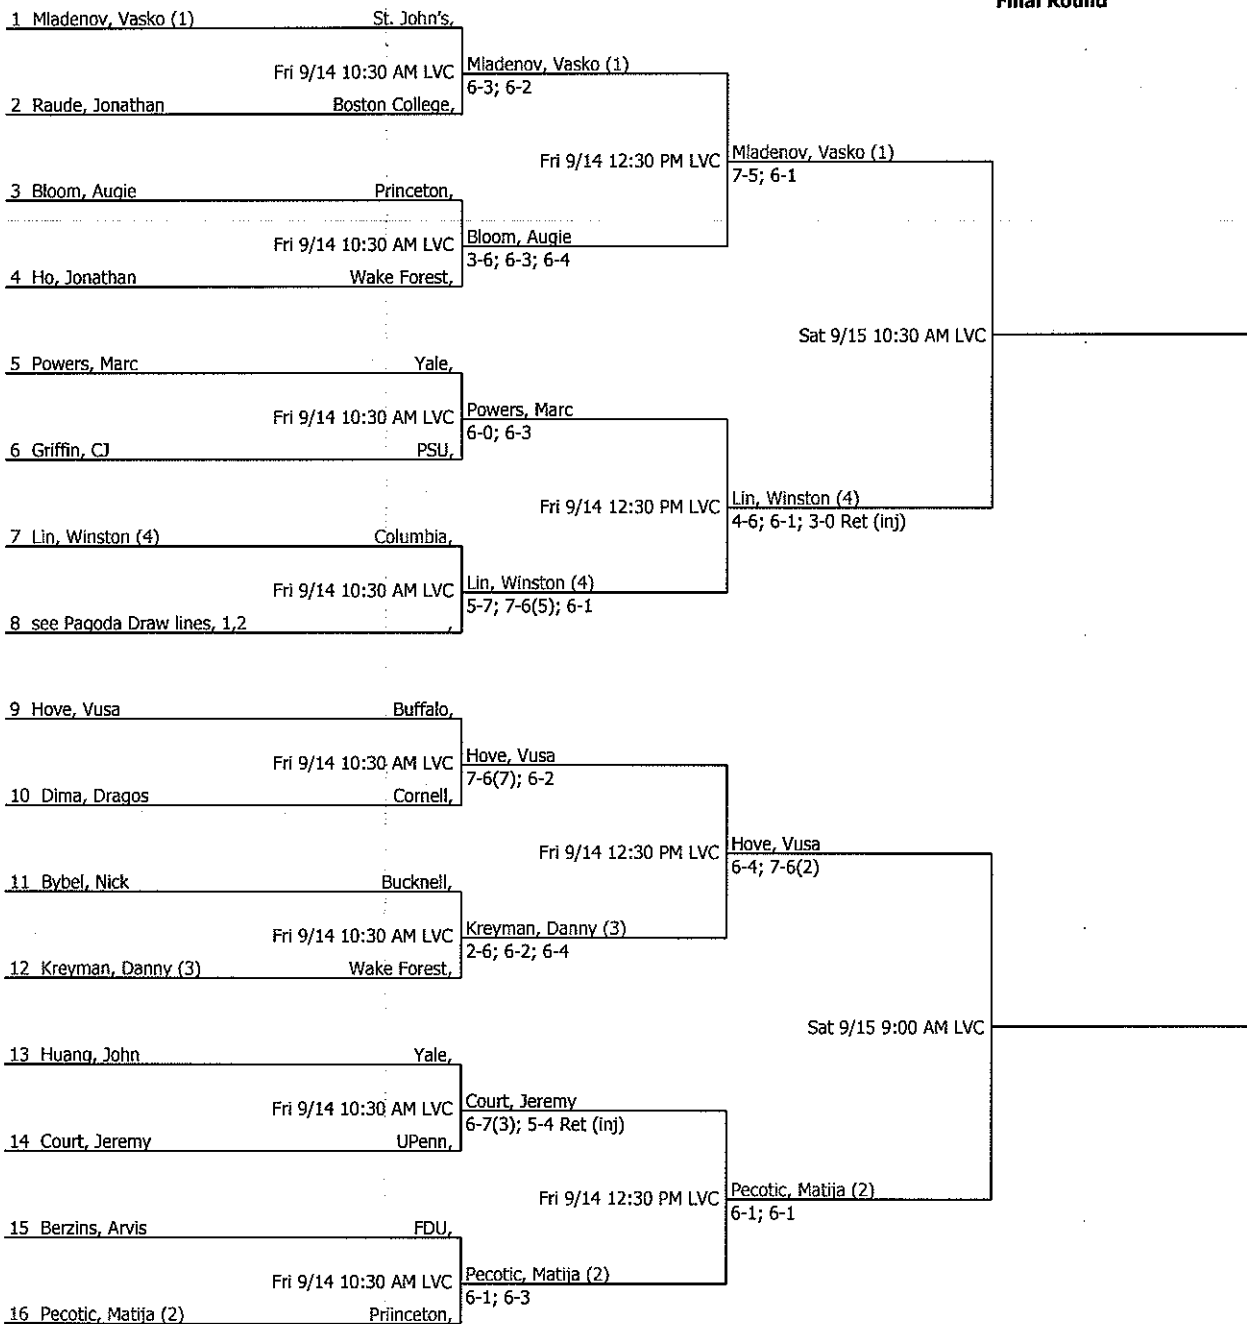 Final Round
1 Mladenov, Vasko (1) St. John's,
Fri 9/14 10:30 AM LVC Mladenov, Vasko (1)
6-3; 6-2
2 Raude, Jonathan Boston College,
Fri 9/14 12:30 PM LVC Mladenov, Vasko (1)
7-5; 6-1
3 Bloom, Augie Princeton,
Fri 9/14 10:30 AM LVC Bloom, Augie
3-6; 6-3; 6-4
4 Ho, Jonathan Wake Forest,
Sat 9/15 10:30 AM LVC
5 Powers, Marc Yale,
Fri 9/14 10:30 AM LVC Powers, Marc
6-0; 6-3
6 Griffin, CJ PSU,
Fri 9/14 12:30 PM LVC Lin, Winston (4)
4-6; 6-1; 3-0 Ret (inj)
7 Lin, Winston (4) Columbia,
Fri 9/14 10:30 AM LVC Lin, Winston (4)
5-7; 7-6(5); 6-1
8 see Pagoda Draw lines, 1,2 ,
9 Hove, Vusa Buffalo,
Fri 9/14 10:30 AM LVC Hove, Vusa
7-6(7); 6-2
10 Dima, Dragos Cornell,
Fri 9/14 12:30 PM LVC Hove, Vusa
6-4; 7-6(2)
11 Bybel, Nick Bucknell,
Fri 9/14 10:30 AM LVC Kreyman, Danny (3)
2-6; 6-2; 6-4
12 Kreyman, Danny (3) Wake Forest,
Sat 9/15 9:00 AM LVC
13 Huang, John Yale,
Fri 9/14 10:30 AM LVC Court, Jeremy
6-7(3); 5-4 Ret (inj)
14 Court, Jeremy UPenn,
Fri 9/14 12:30 PM LVC Pecotic, Matija (2)
6-1; 6-1
15 Berzins, Arvis FDU,
Fri 9/14 10:30 AM LVC Pecotic, Matija (2)
6-1; 6-3
16 Pecotic, Matija (2) Priinceton,